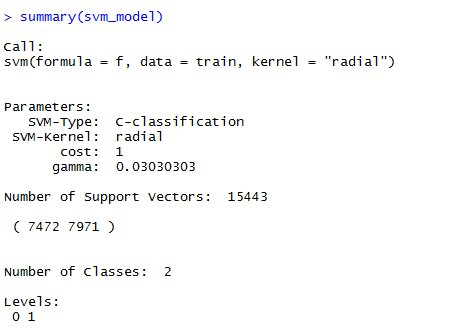 > summary(svm_model)
Call:
svm(formula = f, data = train, kernel = "radial")
Parameters:
SVM-Type:  C-classification
SVM-Kernel:  radial
cost:  1
gamma:  0.03030303
Number of Support Vectors:  15443
( 7472 7971 )
Number of Classes:  2
Levels:
0 1